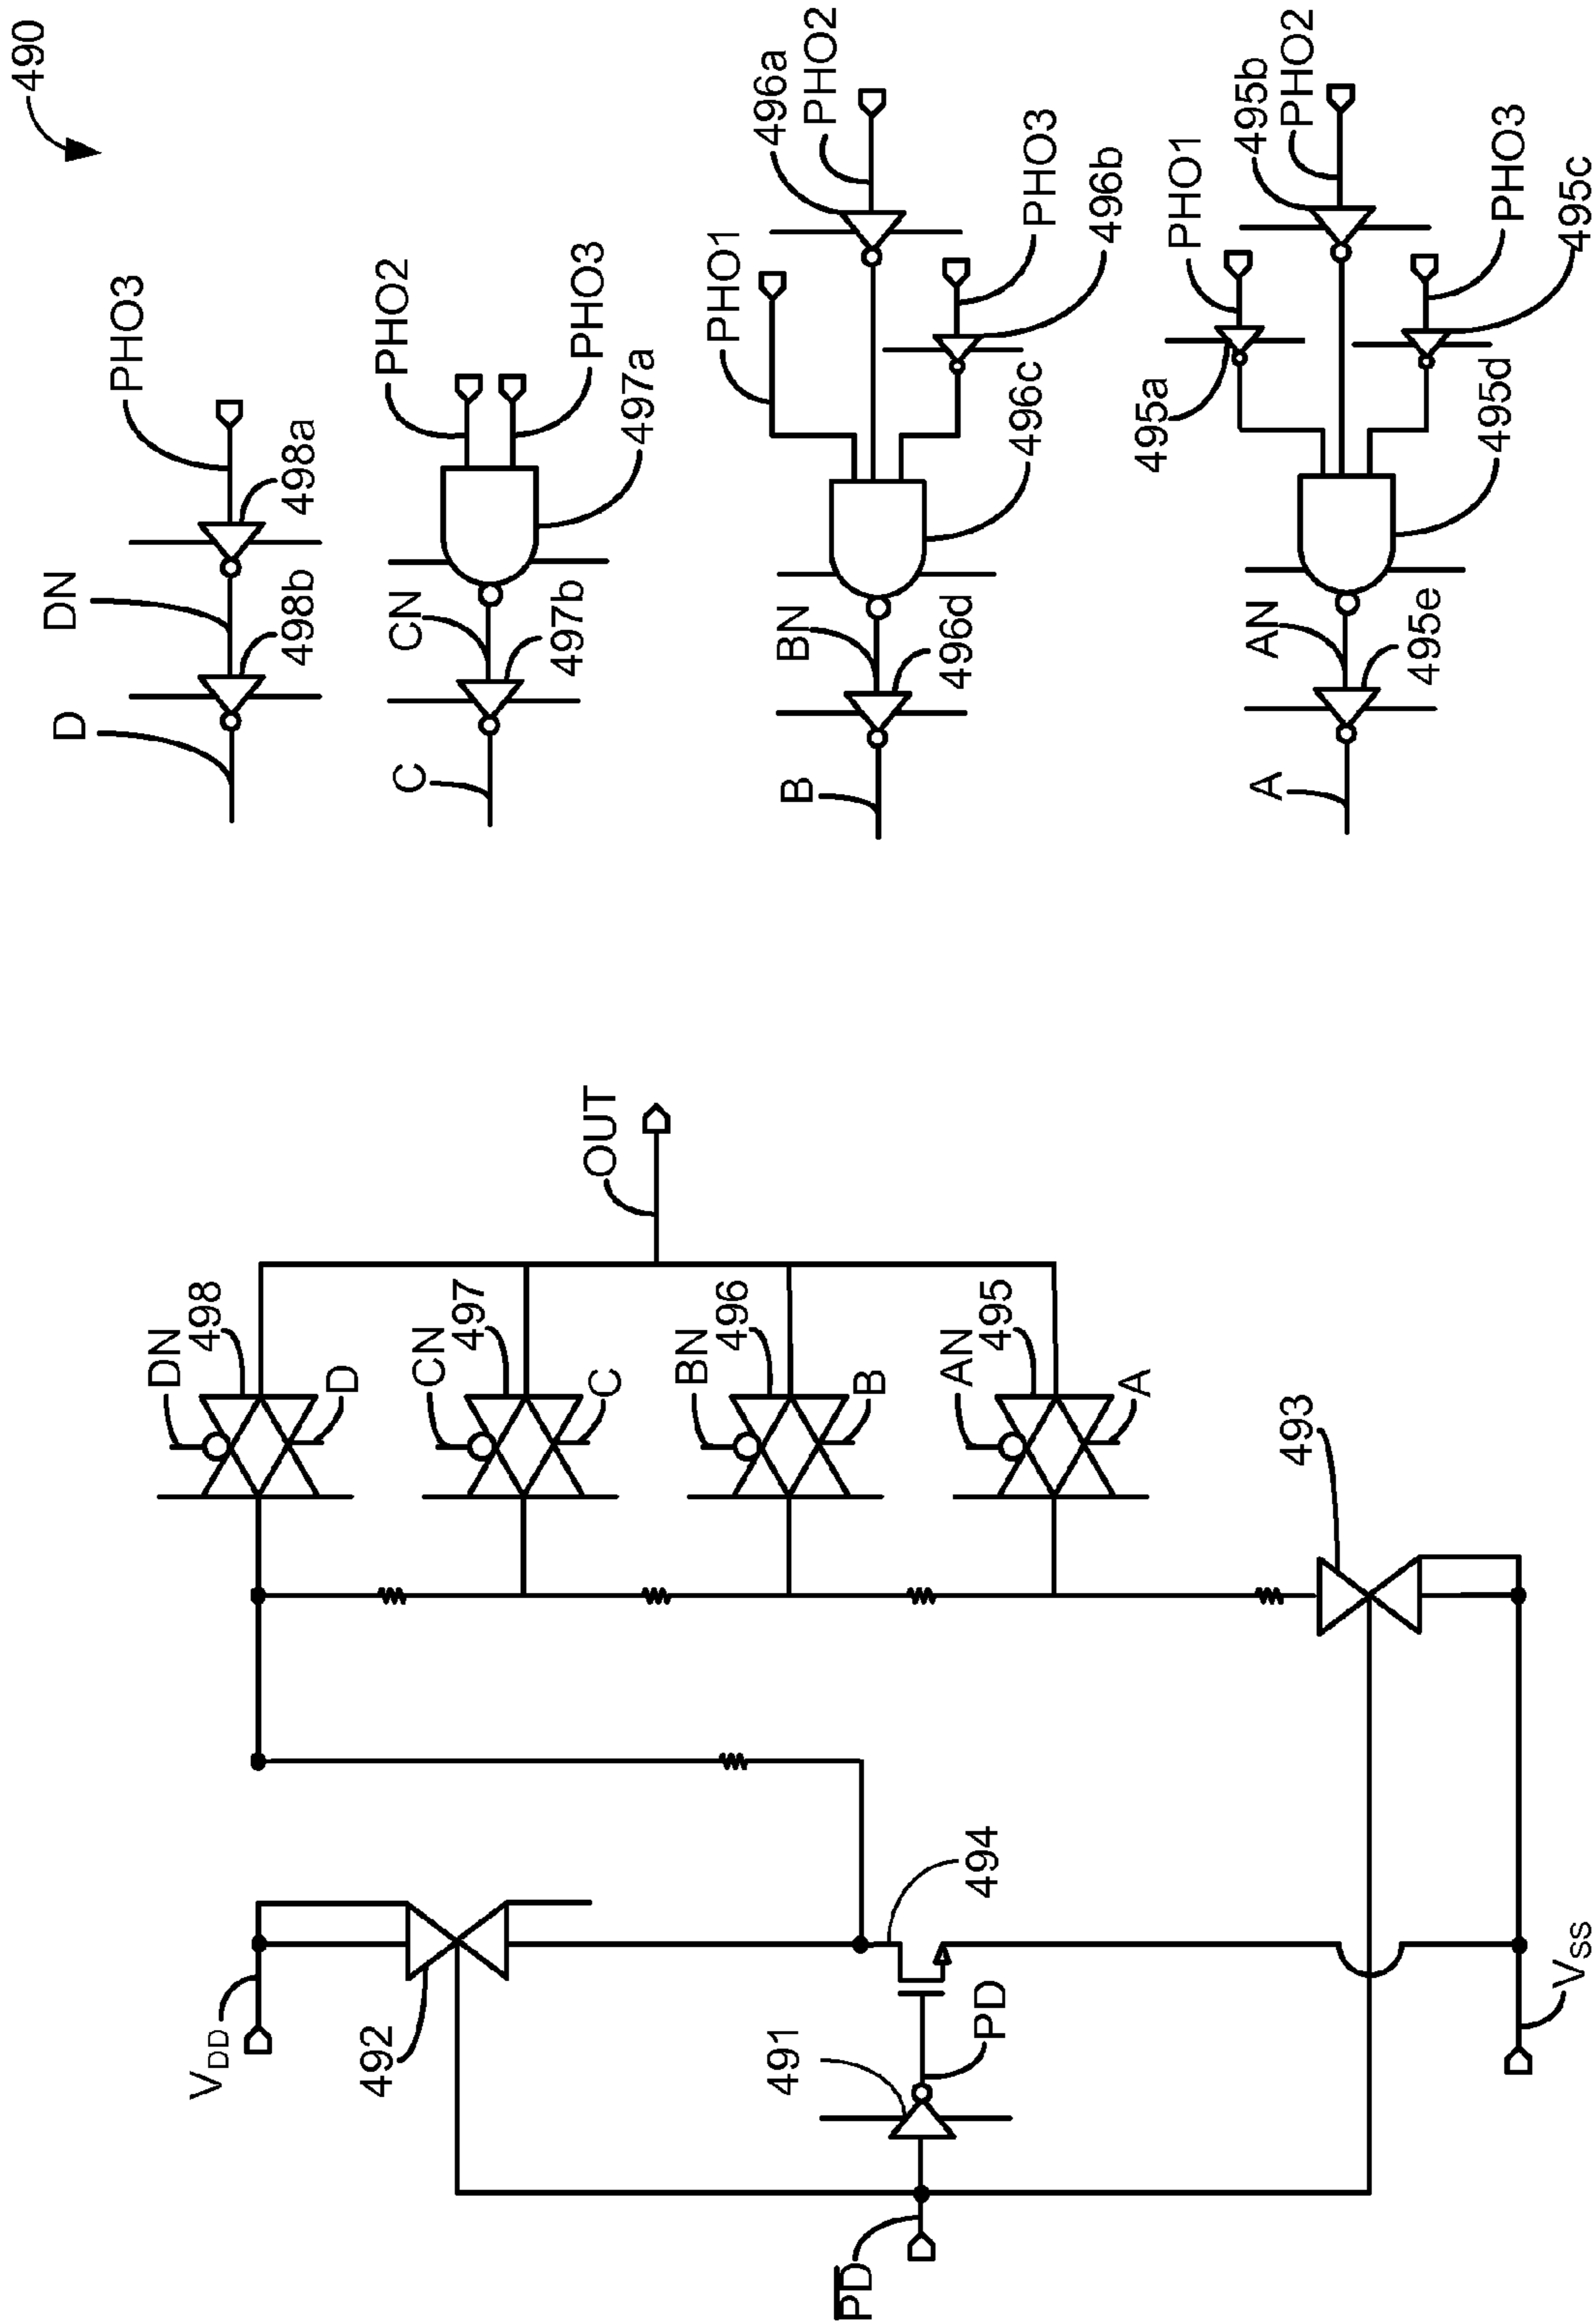 490
PHO3
498a
DN
498b
D
PHO2
PHO3
497a
CN
497b
C
PHO1
496a
PHO2
PHO3
496b
496c
BN
496d
B
PHO1
495b
PHO2
PHO3
495c
495a
495d
AN
495e
A
OUT
DN
498
D
CN
497
C
BN
496
B
AN
495
A
493
VDD
492
494
491
PD
PD
VSS